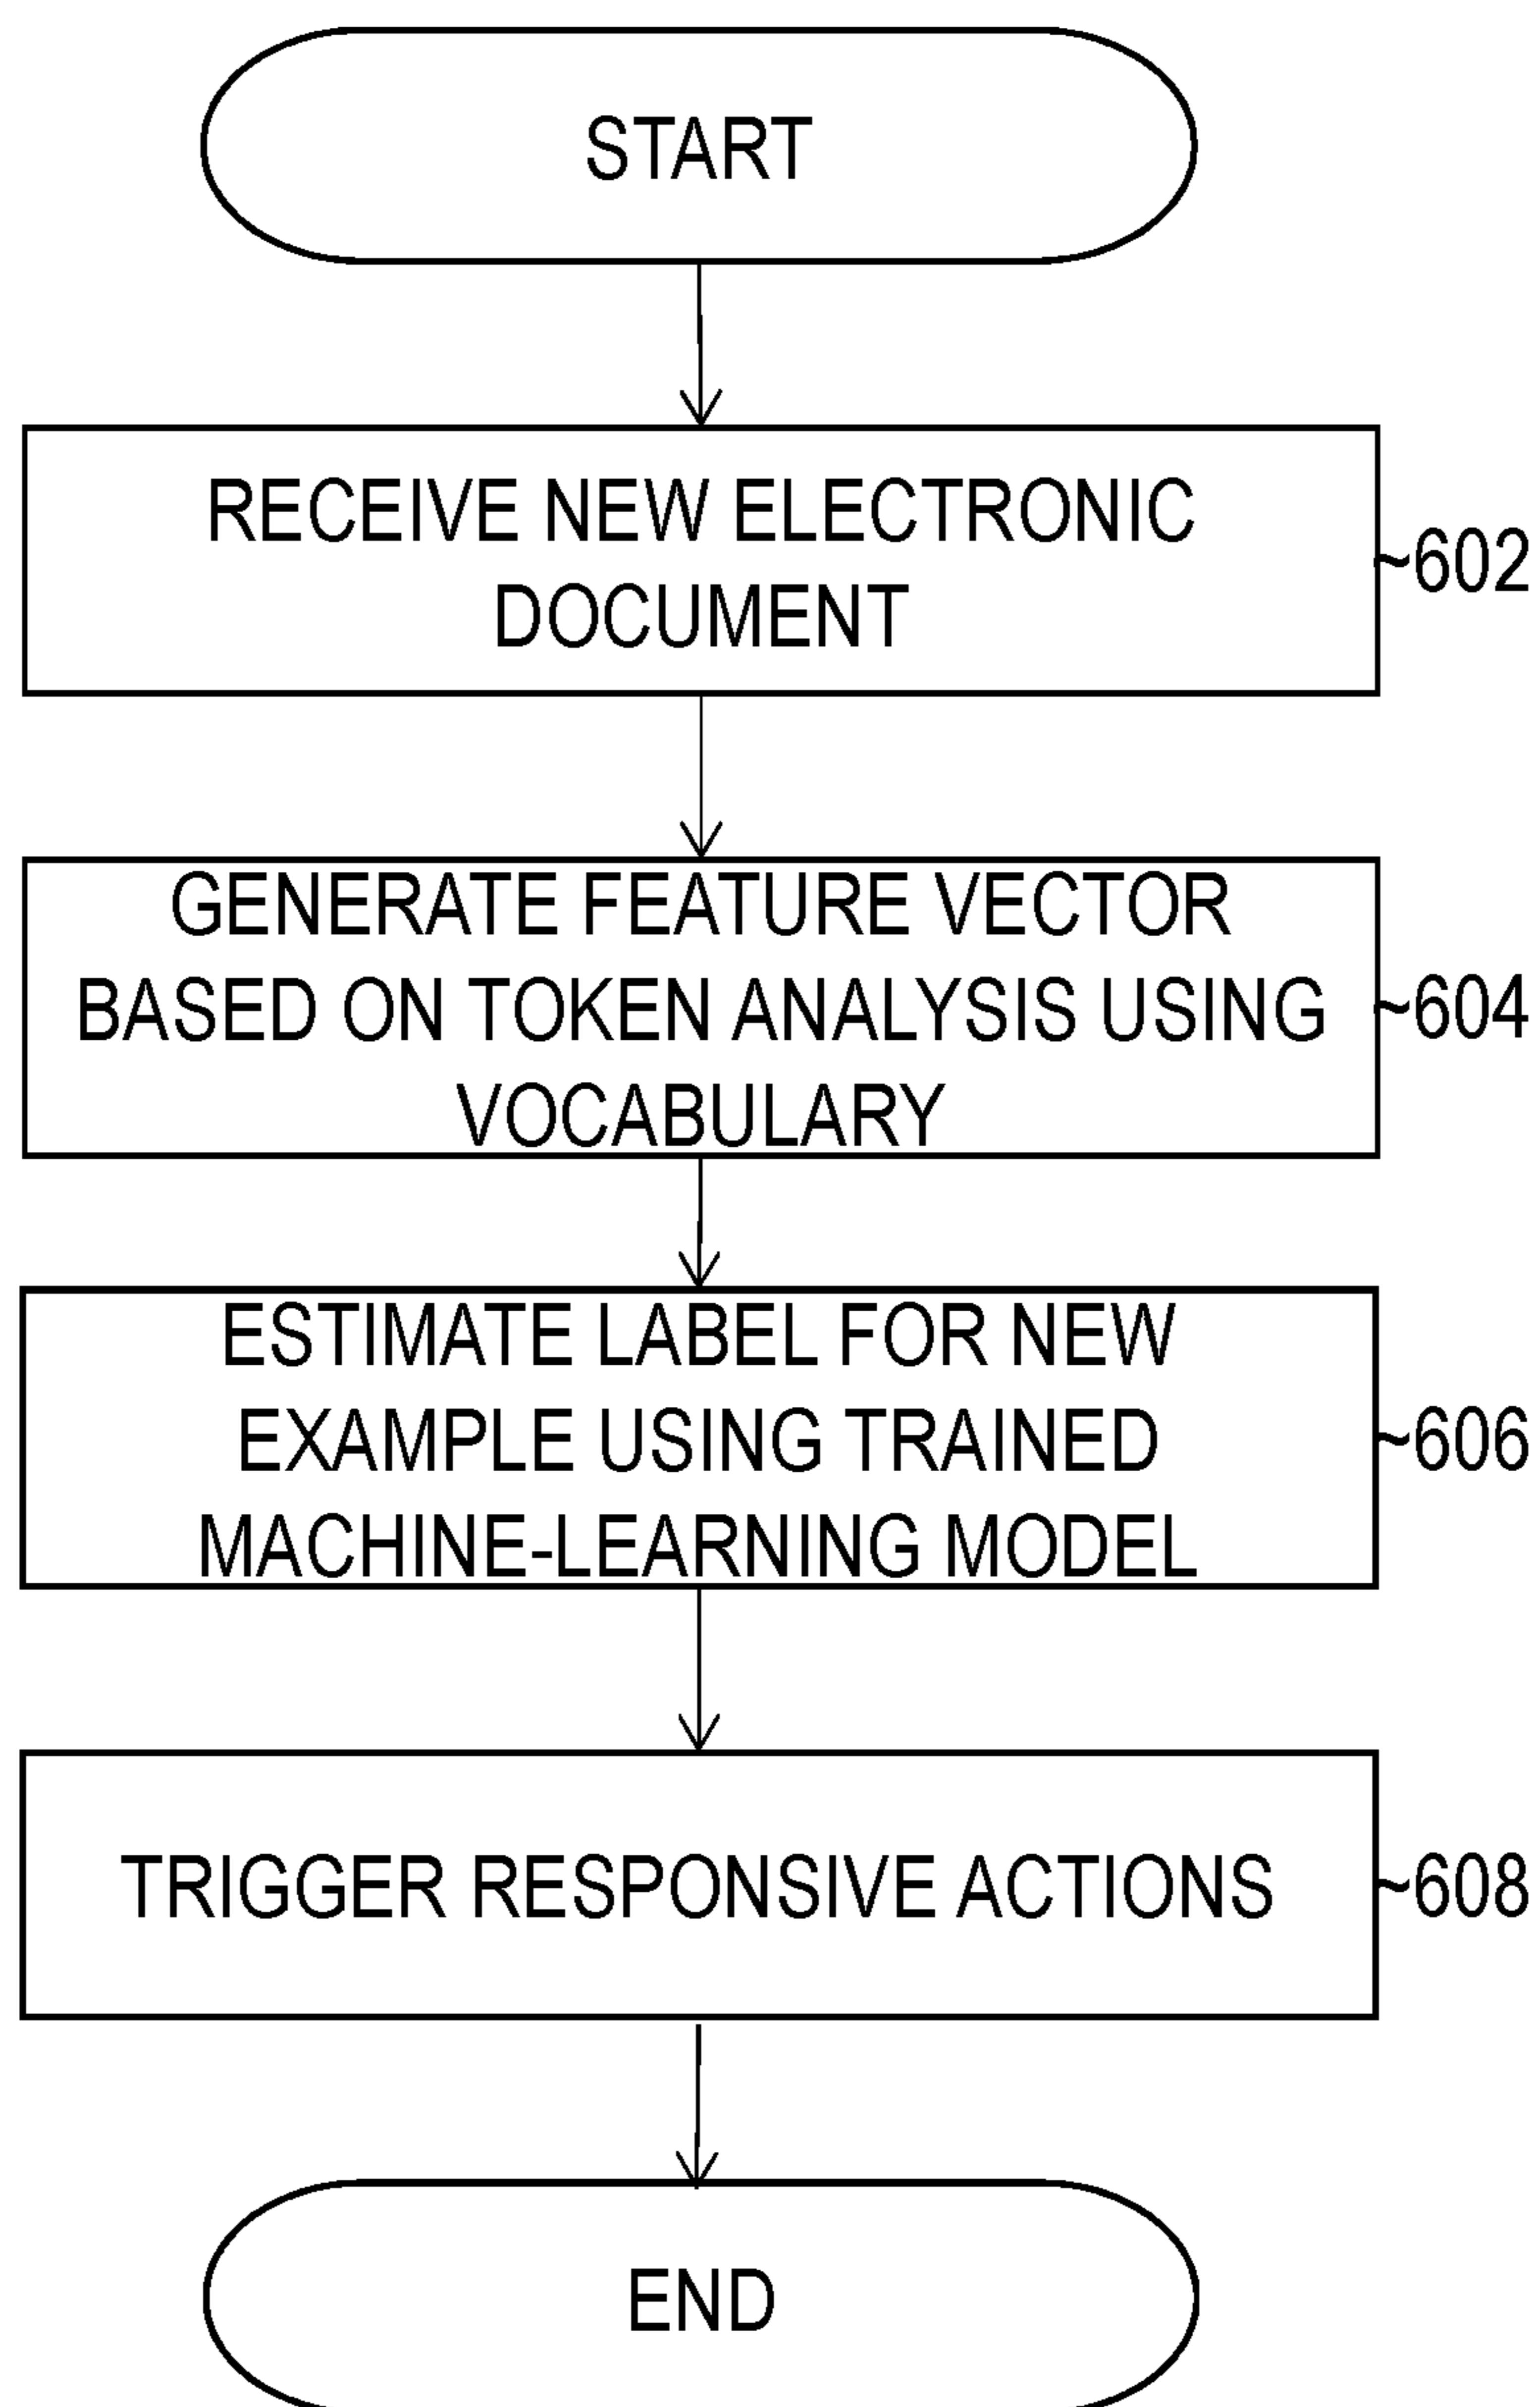 START
RECEIVE NEW ELECTRONIC
DOCUMENT
~602
GENERATE FEATURE VECTOR
BASED ON TOKEN ANALYSIS USING
VOCABULARY
~604
ESTIMATE LABEL FOR NEW
EXAMPLE USING TRAINED
MACHINE-LEARNING MODEL
~606
TRIGGER RESPONSIVE ACTIONS
~608
END